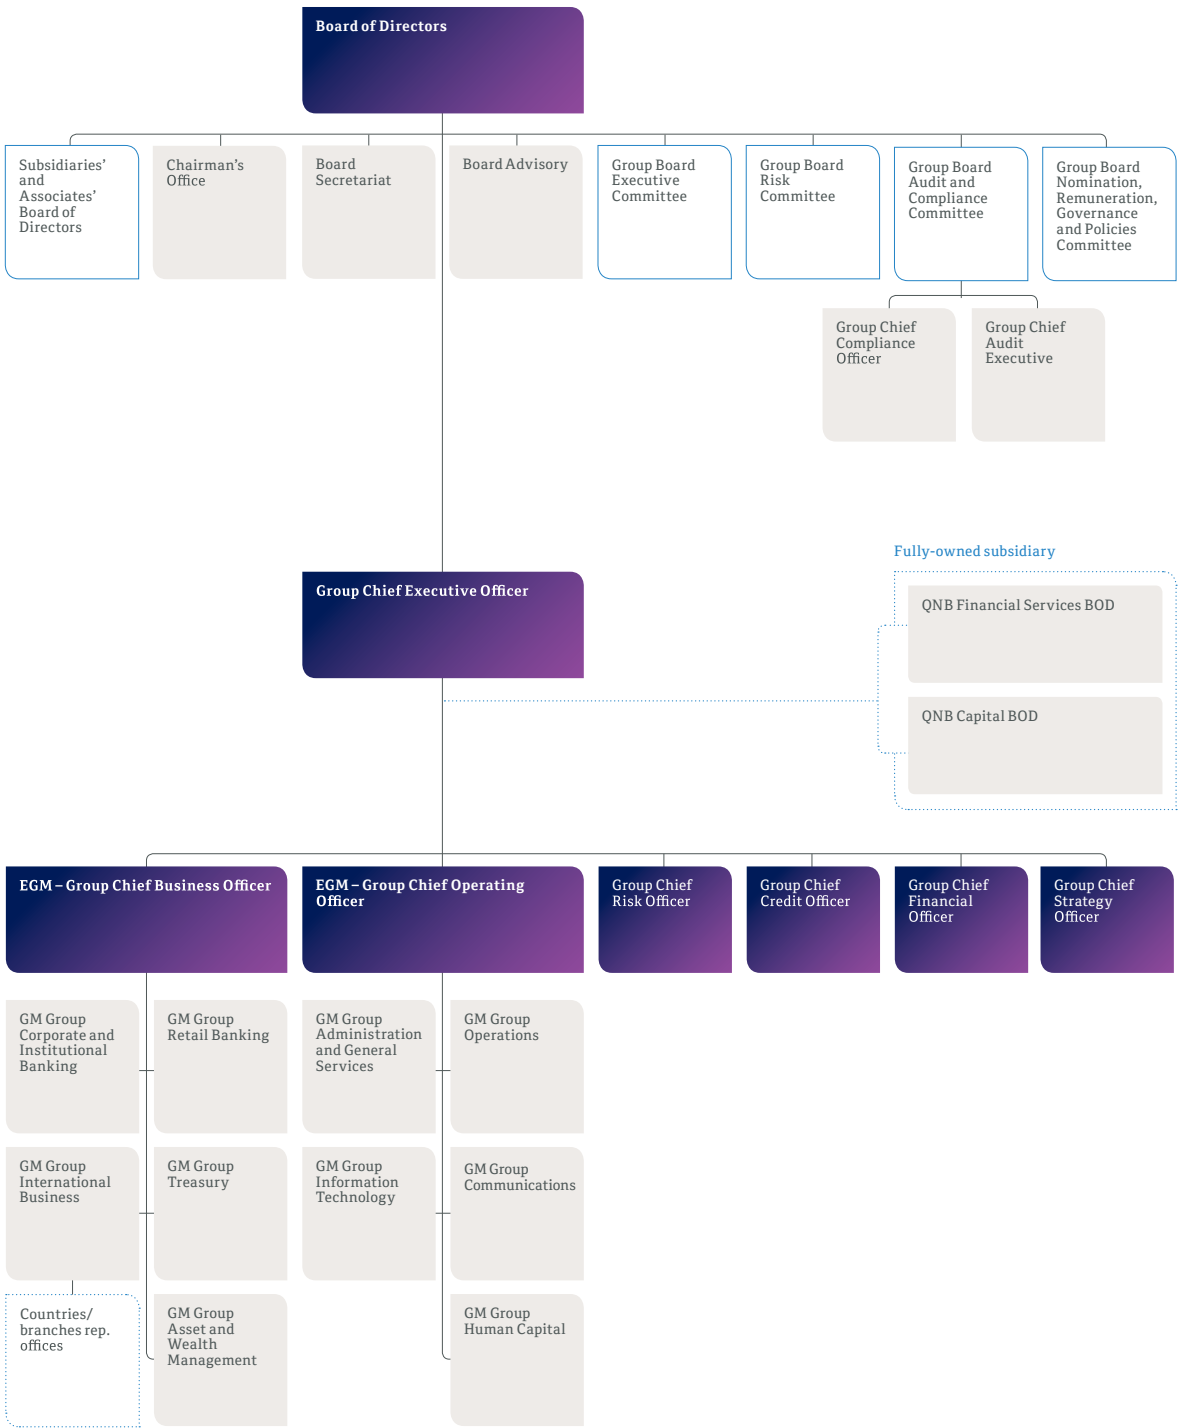 Board of Directors
Subsidiaries’
and
Associates’
Board of
Directors
Chairman’s
Office
Board
Secretariat
Board Advisory
Group Board
Executive
Committee
Group Board
Risk
Committee
Group Board
Audit and
Compliance
Committee
Group Board
Nomination,
Remuneration,
Governance
and Policies
Committee
Group Chief
Compliance
Officer
Group Chief
Audit
Executive
Fully-owned subsidiary
QNB Financial Services BOD
QNB Capital BOD
Group Chief Executive Officer
EGM – Group Chief Business Officer
EGM – Group Chief Operating
Officer
Group Chief
Risk Officer
Group Chief
Credit Officer
Group Chief
Financial
Officer
Group Chief
Strategy
Officer
GM Group
Corporate and
Institutional
Banking
GM Group
Retail Banking
GM Group
Administration
and General
Services
GM Group
Operations
GM Group
International
Business
GM Group
Treasury
GM Group
Information
Technology
GM Group
Communications
Countries/
branches rep.
offices
GM Group
Asset and
Wealth
Management
GM Group
Human Capital